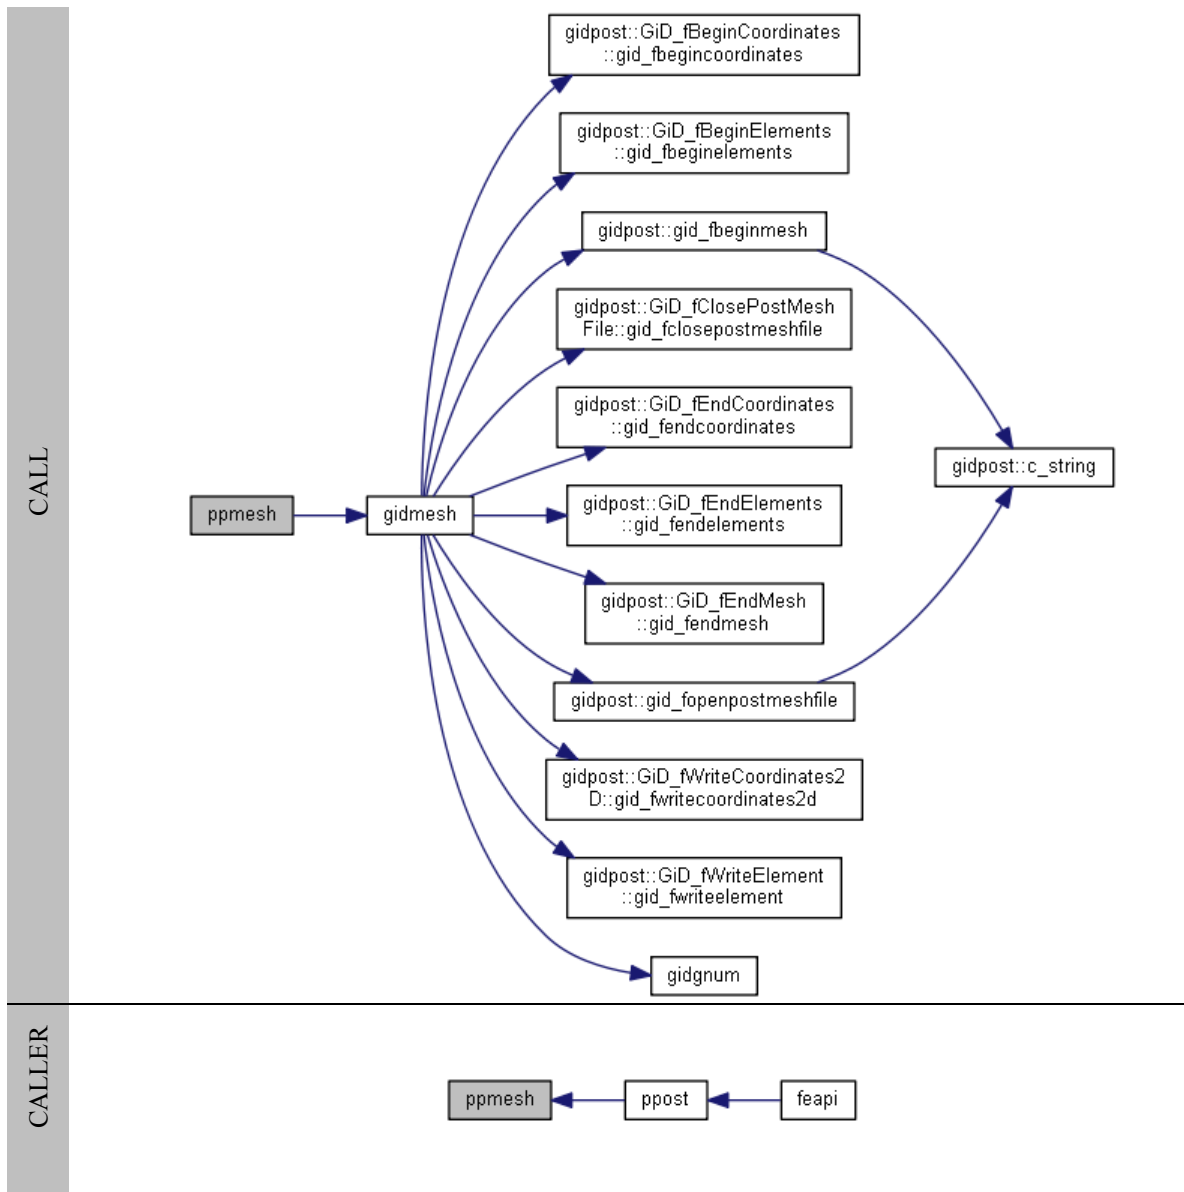 CALL
gidpost::GiD_fBeginCoordinates
::gid_fbegincoordinates
gidpost::GiD_fBeginElements
::gid_fbeginelements
gidpost::gid_fbeginmesh
gidpost::GiD_fClosePostMesh
File::gid_fclosepostmeshfile
gidpost::GiD_fEndCoordinates
::gid_fendcoordinates
gidpost::c_string
ppmesh
gidmesh
gidpost::GiD_fEndElements
::gid_fendelements
gidpost::GiD_fEndMesh
::gid_fendmesh
gidpost::gid_fopenpostmeshfile
gidpost::GiD_fWriteCoordinates2
D::gid_fwritecoordinates2d
gidpost::GiD_fWriteElement
::gid_fwriteelement
gidgnum
CALLER
ppmesh
ppost
feapi